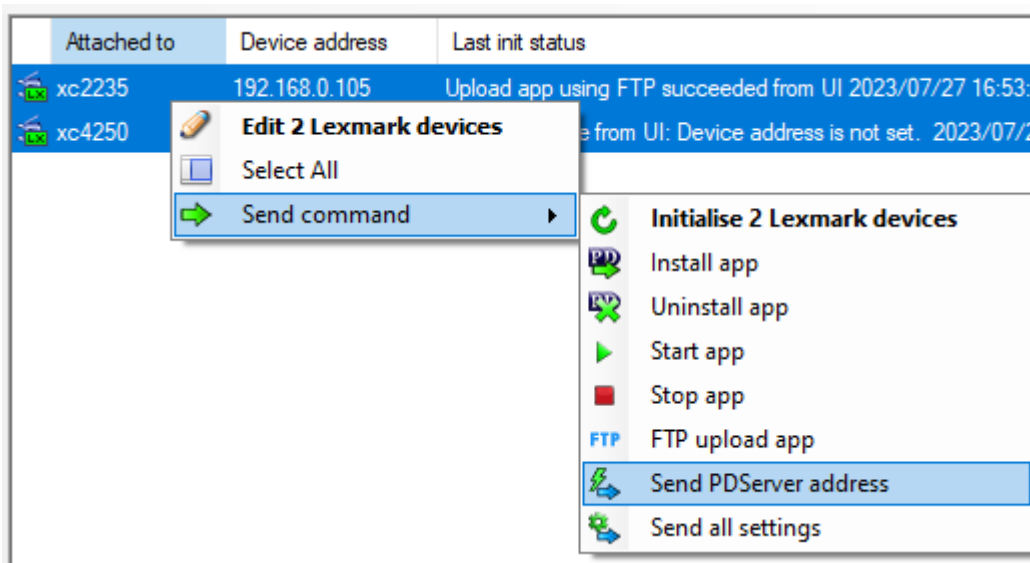 Attached to Device address Last init status
xc2235 192.168.0.105 Upload app using FTP succeeded from UI 2023/07/27 16:53:
xc4250 from UI: Device address is not set. 2023/07/2
Edit 2 Lexmark devices
Select All
Send command
Initialise 2 Lexmark devices
Install app
Uninstall app
Start app
Stop app
FTP FTP upload app
Send PDServer address
Send all settings